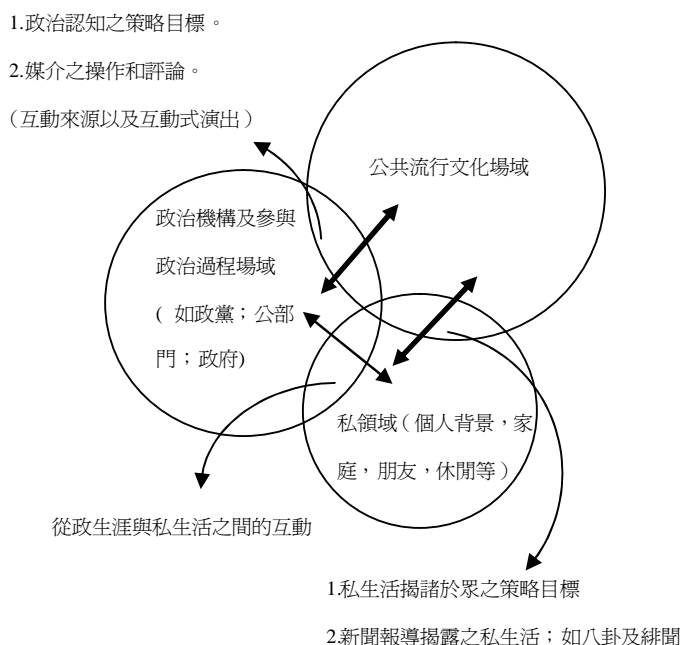 1.政治認知之策略目標。
2.媒介之操作和評論。
（互動來源以及互動式演出）
公共流行文化場域
政治機構及參與
政治過程場域
( 如政黨；公部
門；政府)
私領域（個人背景，家
庭，朋友，休閒等）
從政生涯與私生活之間的互動
1.私生活揭諸於眾之策略目標
2.新聞報導揭露之私生活；如八卦及緋聞